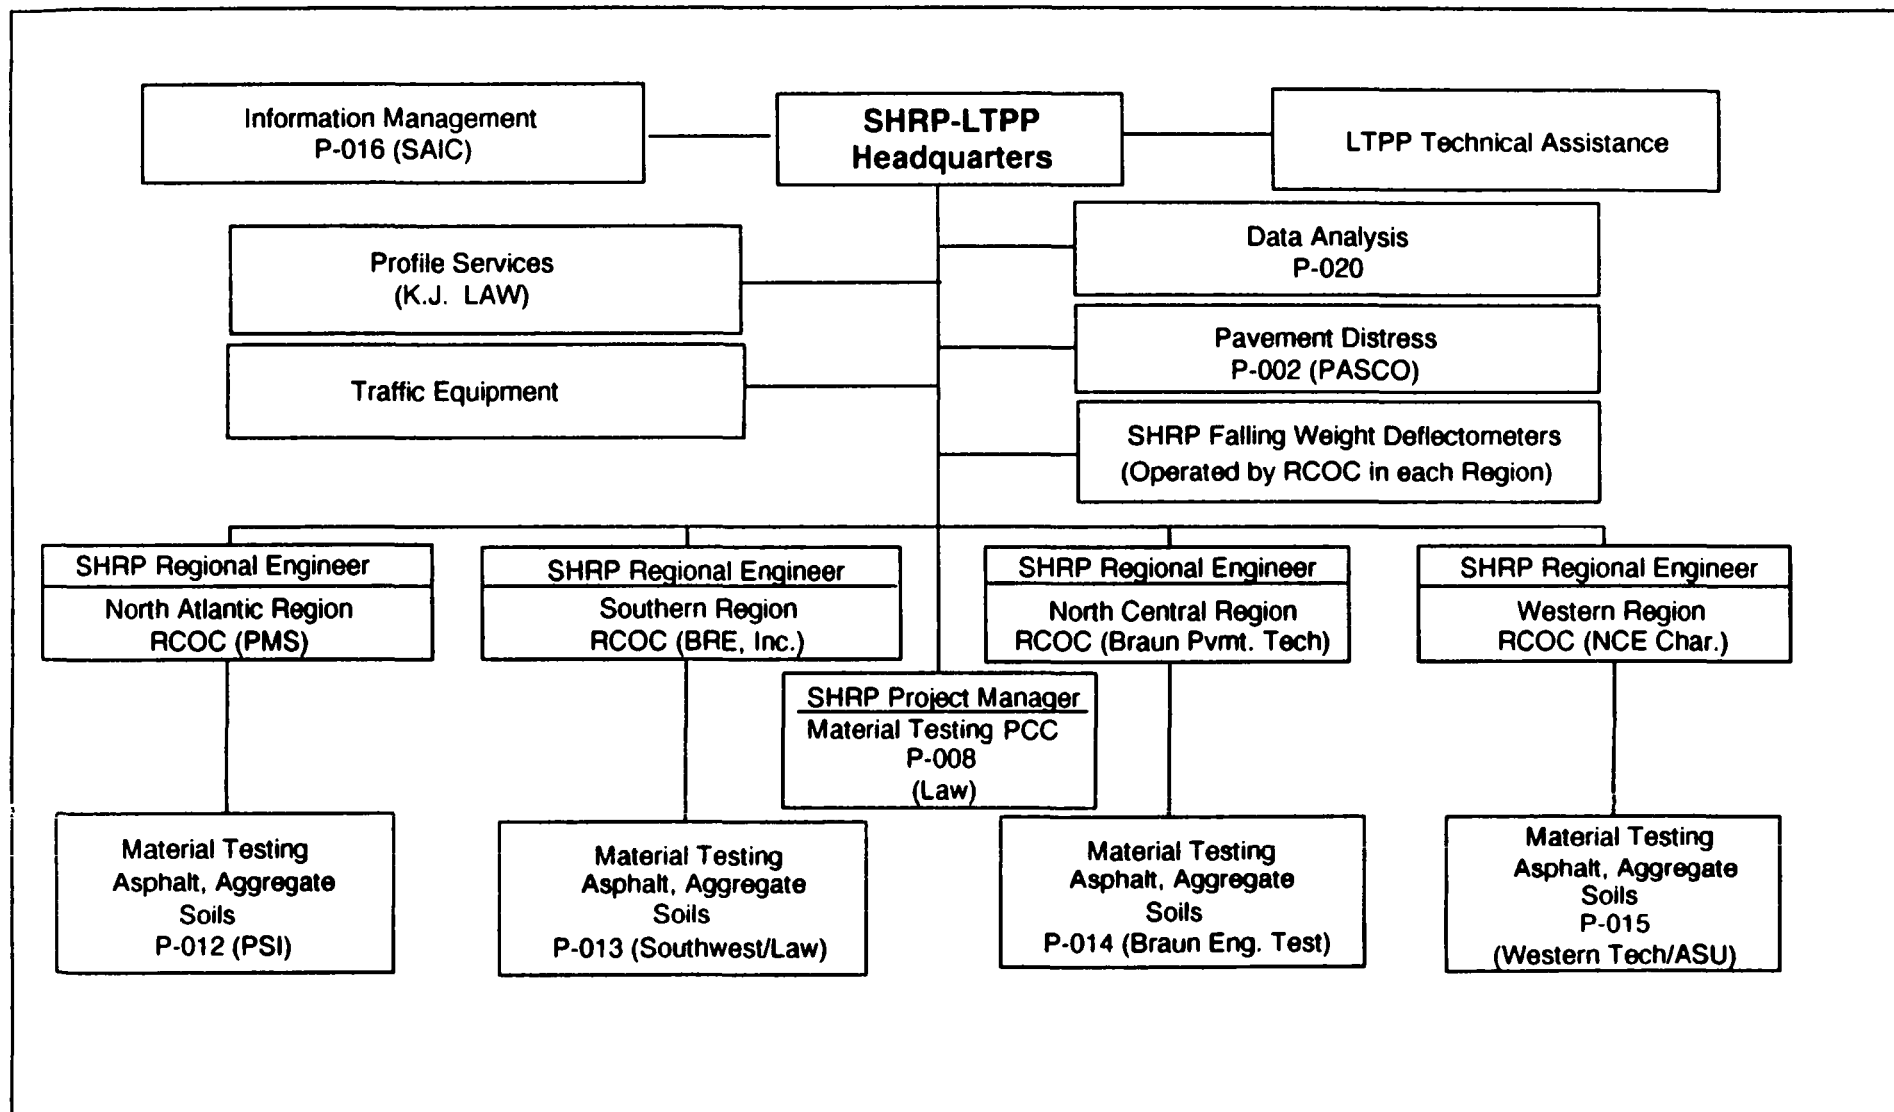 Information Management
P-016 (SAIC)
SHRP-LTPP
Headquarters
LTPP Technical Assistance
Profile Services
(K.J. LAW)
Data Analysis
P-020
Traffic Equipment
Pavement Distress
P-002 (PASCO)
SHRP Falling Weight Deflectometers
(Operated by RCOC in each Region)
SHRP Regional Engineer
North Atlantic Region
RCOC (PMS)
SHRP Regional Engineer
Southern Region
RCOC (BRE, Inc.)
SHRP Regional Engineer
North Central Region
RCOC (Braun Pvmt. Tech)
SHRP Regional Engineer
Western Region
RCOC (NCE Char.)
SHRP Project Manager
Material Testing PCC
P-008
(Law)
Material Testing
Asphalt, Aggregate
Soils
P-012 (PSI)
Material Testing
Asphalt, Aggregate
Soils
P-013 (Southwest/Law)
Material Testing
Asphalt, Aggregate
Soils
P-014 (Braun Eng. Test)
Material Testing
Asphalt, Aggregate
Soils
P-015
(Western Tech/ASU)